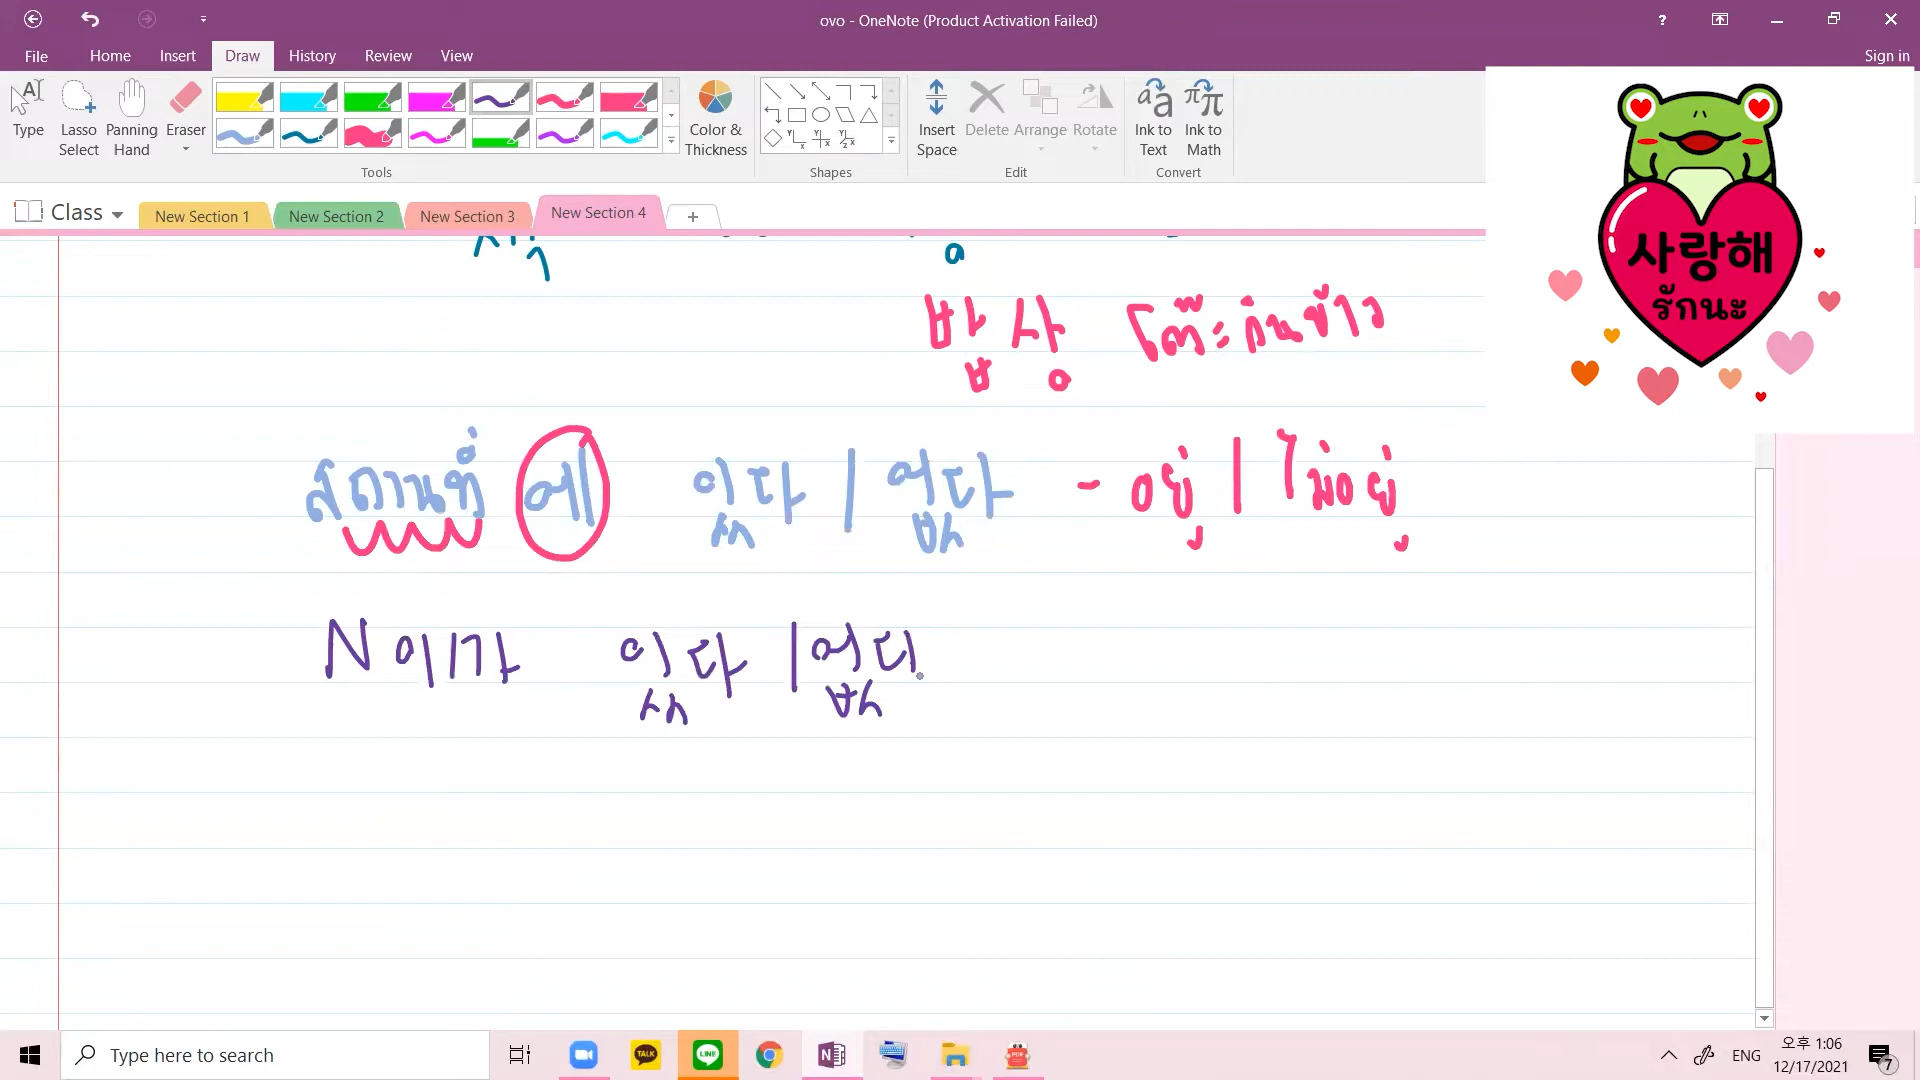 ovo - OneNote (Product Activation Failed)
File Home Insert Draw History Review View Sign in
Type Lasso Select Panning Hand Eraser Color & Thickness Insert Space Delete Arrange Rotate Ink to Text Ink to Math
Tools Shapes Edit Convert
Class New Section 1 New Section 2 New Section 3 New Section 4
사랑해
รักนะ
밥상 โต๊ะกินข้าว
สถานที่ 에 있다 | 없다 - อยู่ | ไม่อยู่
N 이|가 있다 | 없디
Type here to search
TALK LINE PDF
ENG 오후 1:06
12/17/2021 7